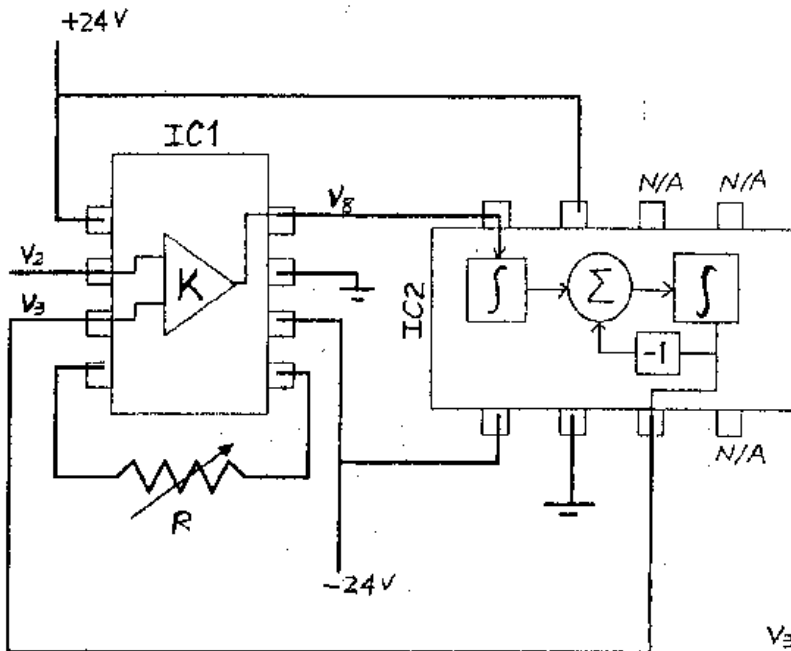 +24V
IC1
V8
N/A
N/A
V2
K
V3
∫
Σ
∫
IC2
-1
R
N/A
-24V
V3